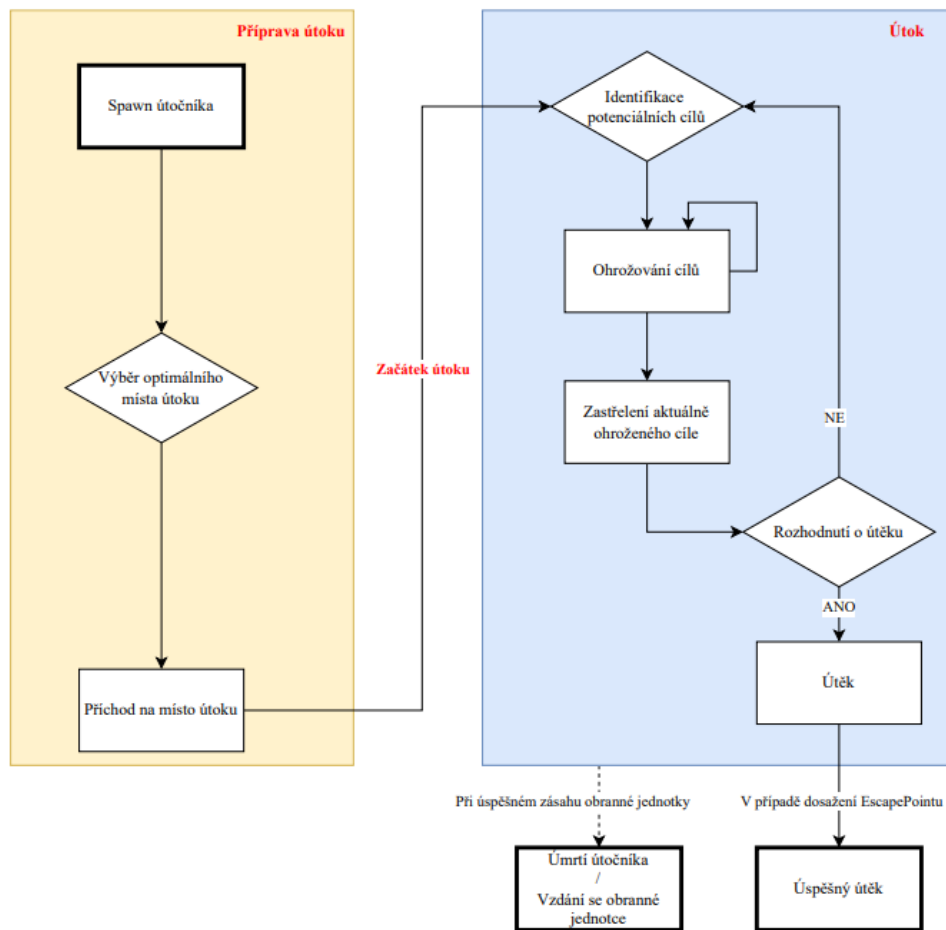 Příprava útoku
Spawn útočníka
Výběr optimálního
místa útoku
Příchod na místo útoku
Začátek útoku
Útok
Identifikace
potenciálních cílů
Ohrožování cílů
Zastřelení aktuálně
ohroženého cíle
NE
Rozhodnutí o útěku
ANO
Útěk
Při úspěšném zásahu obranné jednotky
V případě dosažení EscapePointu
Úmrtí útočníka
/
Vzdání se obranné
jednotce
Úspěšný útěk